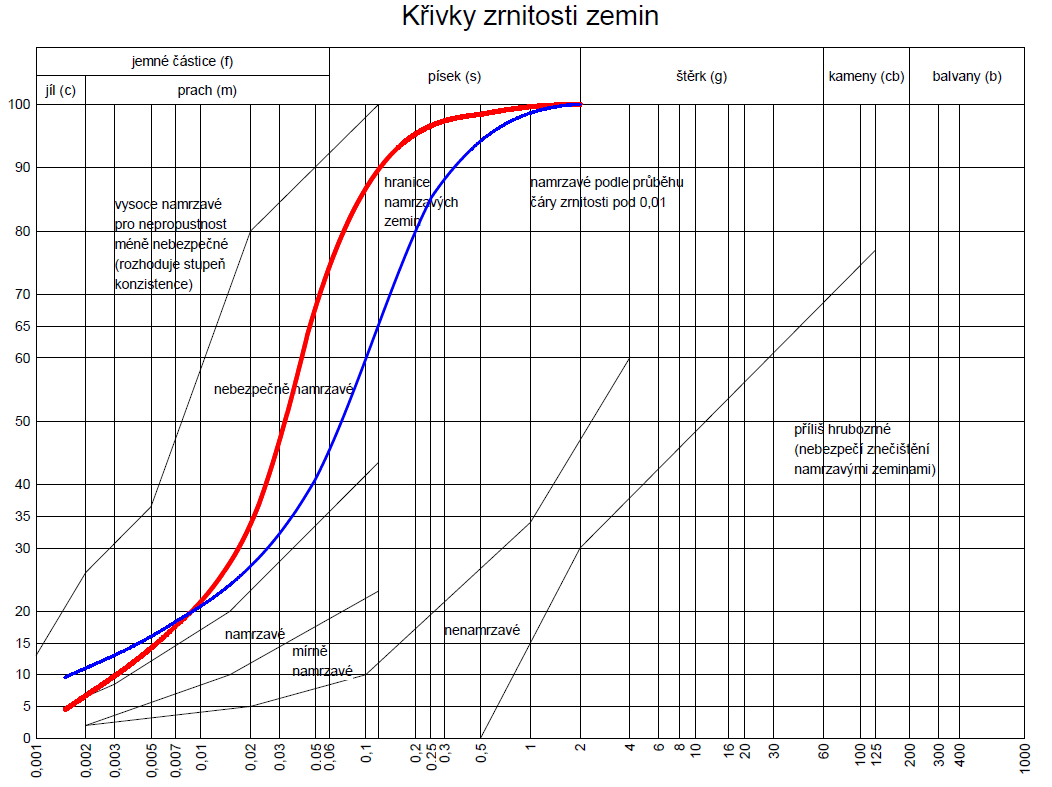 Křivky zrnitosti zemin
jemné částice (f)
písek (s)
štěrk (g)
kameny (cb)
balvany (b)
jíl (c)
prach (m)
100
90
80
70
65
60
50
40
35
30
20
15
10
5
0
vysoce namrzavé
pro nepropustnost
méně nebezpečné
(rozhoduje stupeň
konzistence)
hranice
namrzavých
zemin
namrzavé podle průběhu
čáry zrnitosti pod 0,01
nebezpečně namrzavé
příliš hrubozrné
(nebezpečí znečištění
namrzavými zeminami)
namrzavé
mírně
namrzavé
nenamrzavé
0,001
0,002
0,003
0,005
0,007
0,01
0,02
0,03
0,05
0,06
0,1
0,2
0,25
0,3
0,5
1
2
4
6
8
10
16
20
30
60
100
125
200
300
400
1000